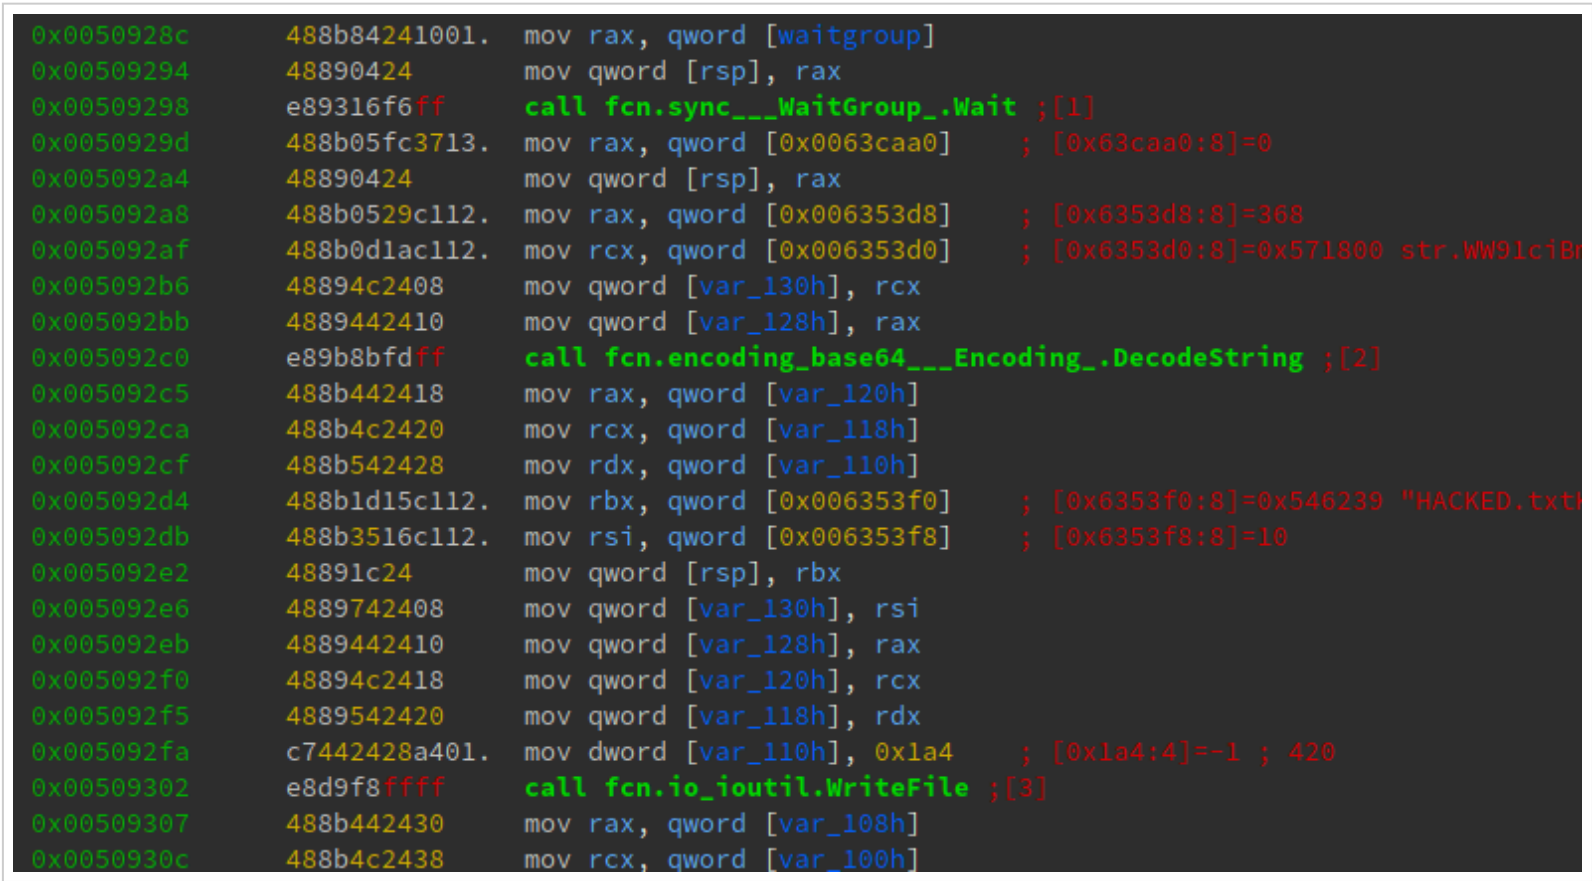 0x0050928c 488b84241001. mov rax, qword [waitgroup]
0x00509294 48890424 mov qword [rsp], rax
0x00509298 e89316f6ff call fcn.sync___WaitGroup_.Wait ;[1]
0x0050929d 488b05fc3713. mov rax, qword [0x0063caa0] ; [0x63caa0:8]=0
0x005092a4 48890424 mov qword [rsp], rax
0x005092a8 488b0529c112. mov rax, qword [0x006353d8] ; [0x6353d8:8]=368
0x005092af 488b0d1ac112. mov rcx, qword [0x006353d0] ; [0x6353d0:8]=0x571800 str.WW91ciBn
0x005092b6 48894c2408 mov qword [var_130h], rcx
0x005092bb 4889442410 mov qword [var_128h], rax
0x005092c0 e89b8bfdff call fcn.encoding_base64___Encoding_.DecodeString ;[2]
0x005092c5 488b442418 mov rax, qword [var_120h]
0x005092ca 488b4c2420 mov rcx, qword [var_118h]
0x005092cf 488b542428 mov rdx, qword [var_110h]
0x005092d4 488b1d15c112. mov rbx, qword [0x006353f0] ; [0x6353f0:8]=0x546239 "HACKED.txt
0x005092db 488b3516c112. mov rsi, qword [0x006353f8] ; [0x6353f8:8]=10
0x005092e2 48891c24 mov qword [rsp], rbx
0x005092e6 4889742408 mov qword [var_130h], rsi
0x005092eb 4889442410 mov qword [var_128h], rax
0x005092f0 48894c2418 mov qword [var_120h], rcx
0x005092f5 4889542420 mov qword [var_118h], rdx
0x005092fa c7442428a401. mov dword [var_110h], 0x1a4 ; [0x1a4:4]=-1 ; 420
0x00509302 e8d9f8ffff call fcn.io_ioutil.WriteFile ;[3]
0x00509307 488b442430 mov rax, qword [var_108h]
0x0050930c 488b4c2438 mov rcx, qword [var_100h]